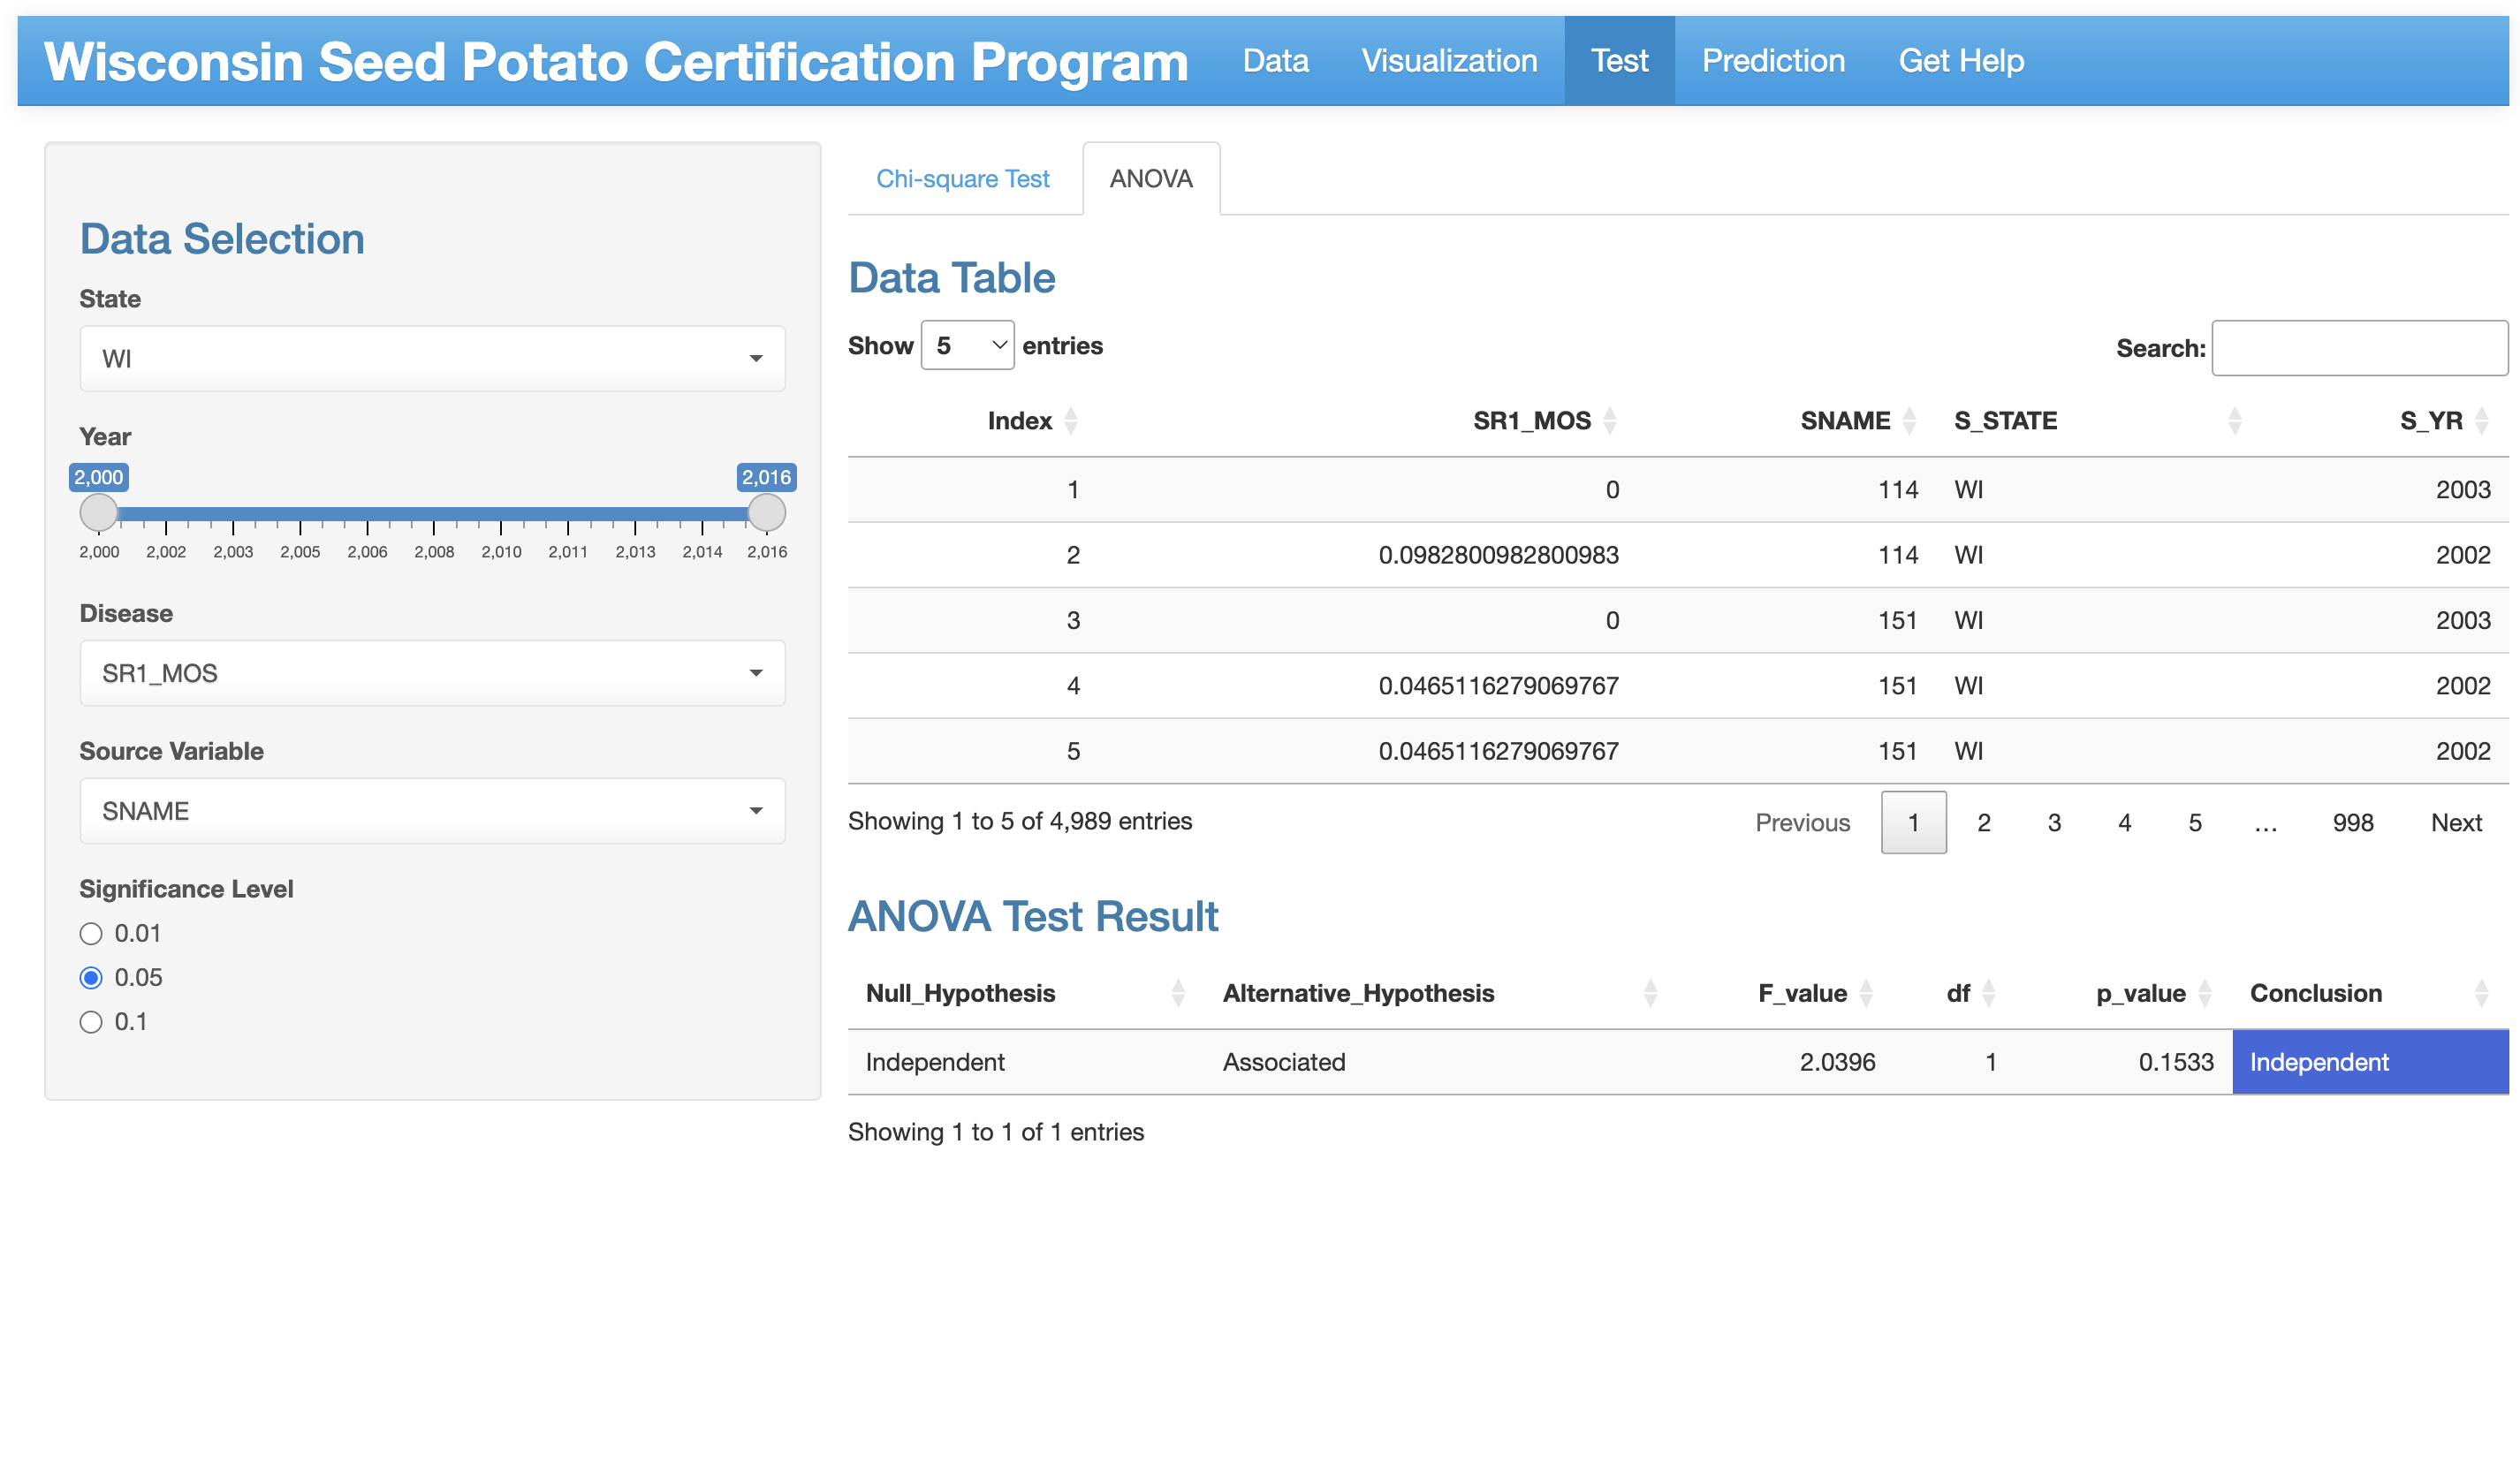 Wisconsin Seed Potato Certification Program Data Visualization Test Prediction Get Help
Data Selection
State
WI
Year
2,000 2,016
2,000 2,002 2,003 2,005 2,006 2,008 2,010 2,011 2,013 2,014 2,016
Disease
SR1_MOS
Source Variable
SNAME
Significance Level
0.01
0.05
0.1
Chi-square Test ANOVA
Data Table
Show 5 entries Search:
Index SR1_MOS SNAME S_STATE S_YR
1 0 114 WI 2003
2 0.0982800982800983 114 WI 2002
3 0 151 WI 2003
4 0.0465116279069767 151 WI 2002
5 0.0465116279069767 151 WI 2002
Showing 1 to 5 of 4,989 entries Previous 1 2 3 4 5 … 998 Next
ANOVA Test Result
Null_Hypothesis Alternative_Hypothesis F_value df p_value Conclusion
Independent Associated 2.0396 1 0.1533 Independent
Showing 1 to 1 of 1 entries